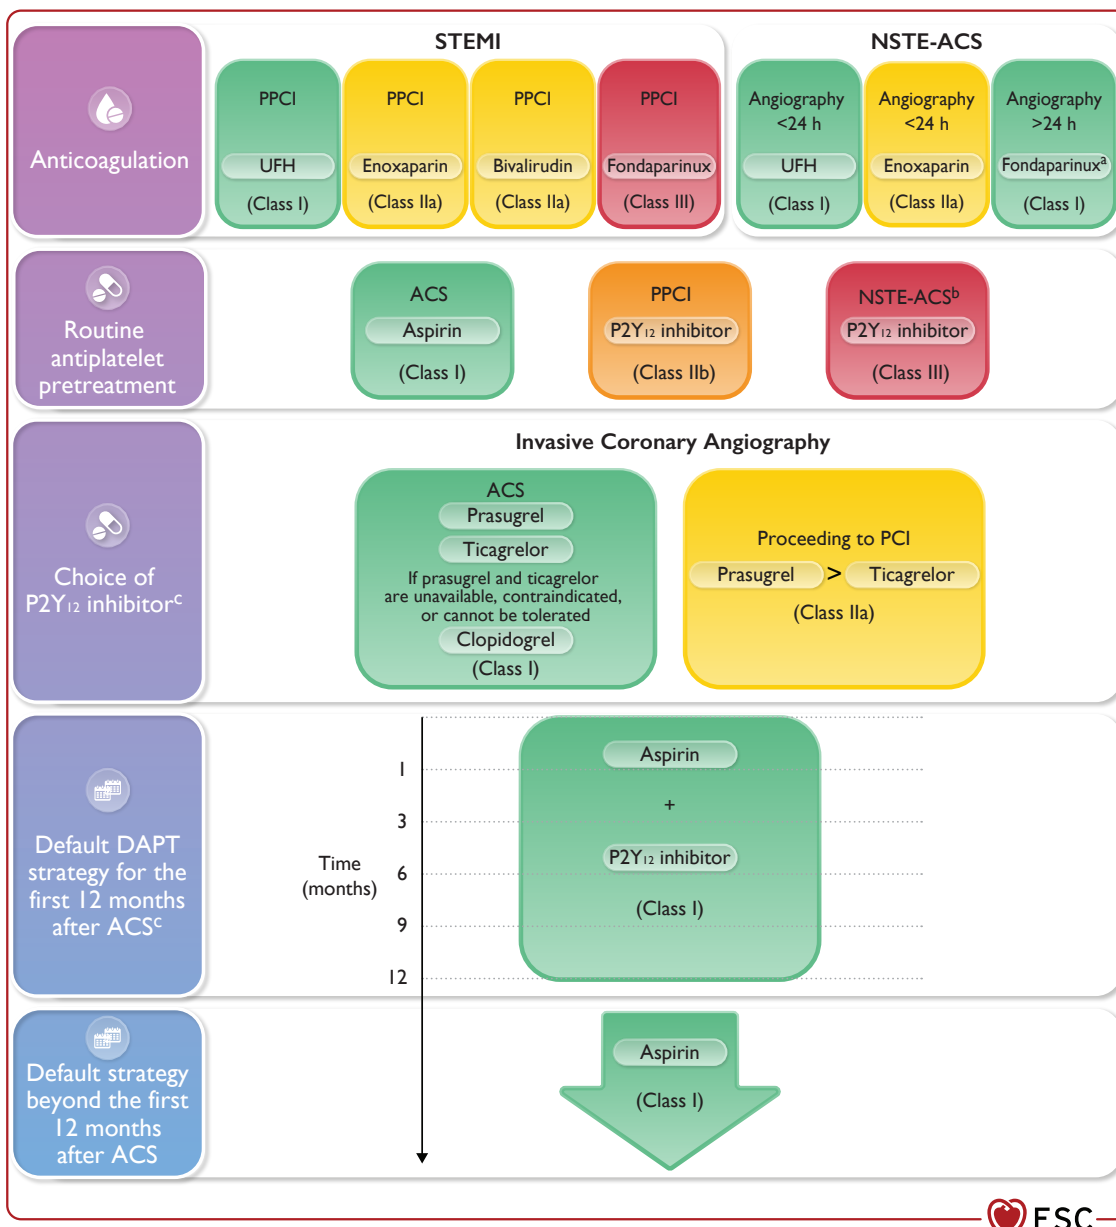 STEMI
NSTE-ACS
Anticoagulation
PPCI
UFH
(Class I)
PPCI
Enoxaparin
(Class IIa)
PPCI
Bivalirudin
(Class IIa)
PPCI
Fondaparinux
(Class III)
Angiography
<24 h
UFH
(Class I)
Angiography
<24 h
Enoxaparin
(Class IIa)
Angiography
>24 h
Fondaparinuxᵃ
(Class I)
Routine
antiplatelet
pretreatment
ACS
Aspirin
(Class I)
PPCI
P2Y₁₂ inhibitor
(Class IIb)
NSTE-ACSᵇ
P2Y₁₂ inhibitor
(Class III)
Choice of
P2Y₁₂ inhibitorᶜ
Invasive Coronary Angiography
ACS
Prasugrel
Ticagrelor
If prasugrel and ticagrelor
are unavailable, contraindicated,
or cannot be tolerated
Clopidogrel
(Class I)
Proceeding to PCI
Prasugrel > Ticagrelor
(Class IIa)
Default DAPT
strategy for the
first 12 months
after ACSᶜ
Time
(months)
1
3
6
9
12
Aspirin
+
P2Y₁₂ inhibitor
(Class I)
Default strategy
beyond the first
12 months
after ACS
Aspirin
(Class I)
ESC